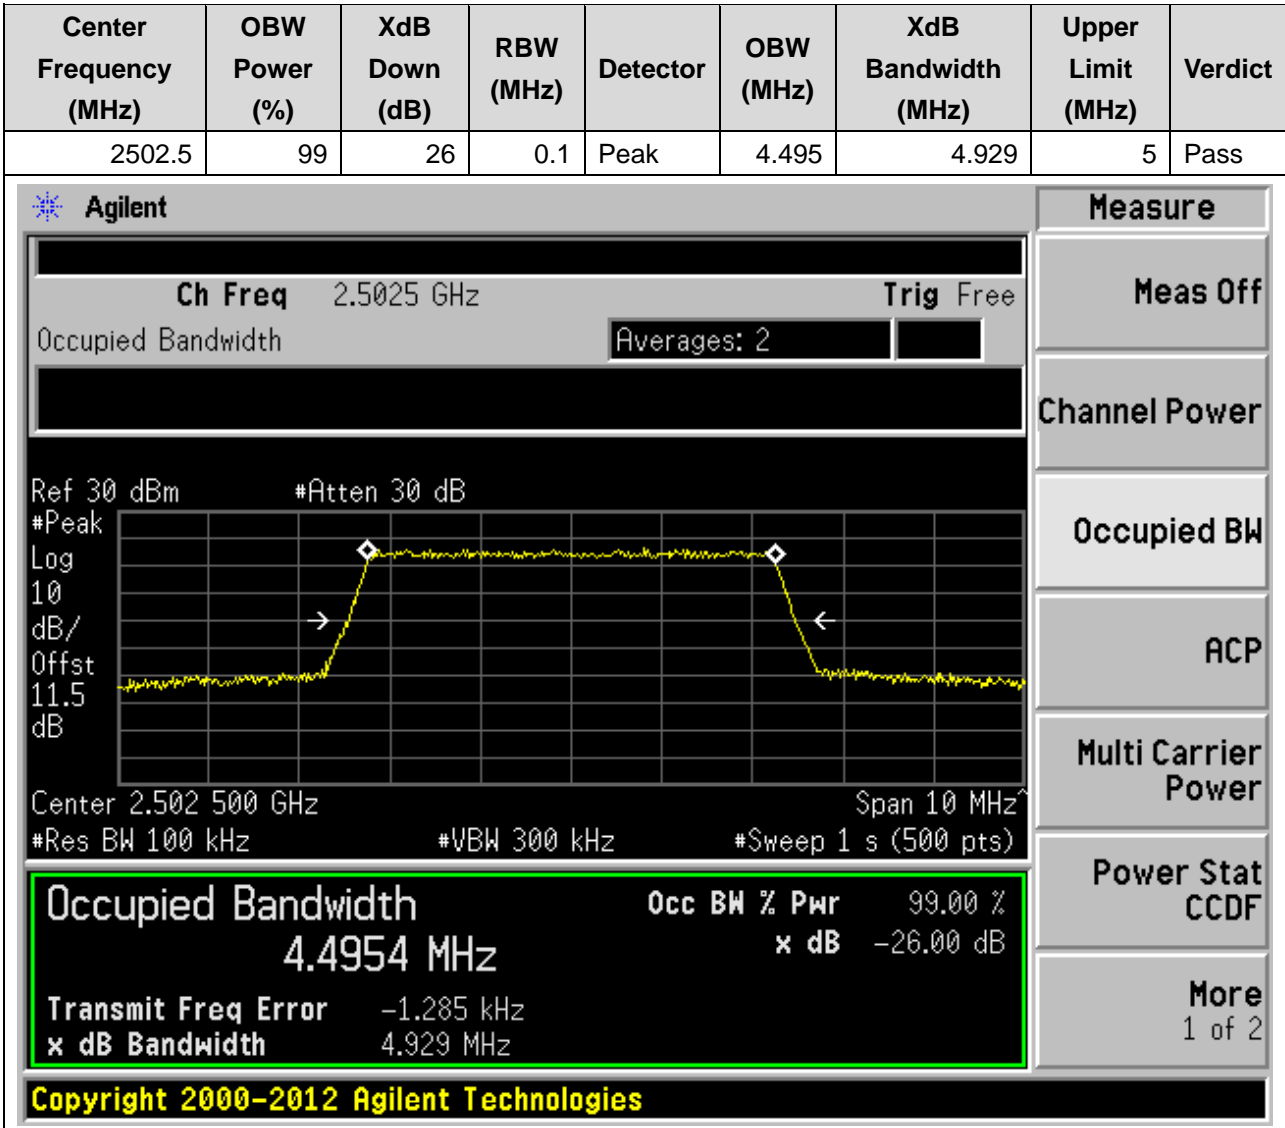 Center Frequency (MHz) OBW Power (%) XdB Down (dB) RBW (MHz) Detector OBW (MHz) XdB Bandwidth (MHz) Upper Limit (MHz) Verdict
2502.5 99 26 0.1 Peak 4.495 4.929 5 Pass
Agilent
Measure
Ch Freq 2.5025 GHz Trig Free
Occupied Bandwidth Averages: 2
Meas Off
Channel Power
Occupied BW
ACP
Multi Carrier
Power
Power Stat
CCDF
More
1 of 2
Ref 30 dBm #Atten 30 dB
#Peak
Log
10
dB/
Offst
11.5
dB
Center 2.502 500 GHz Span 10 MHz^
#Res BW 100 kHz #VBW 300 kHz #Sweep 1 s (500 pts)
Occupied Bandwidth Occ BW % Pwr 99.00 %
4.4954 MHz x dB -26.00 dB
Transmit Freq Error -1.285 kHz
x dB Bandwidth 4.929 MHz
Copyright 2000-2012 Agilent Technologies